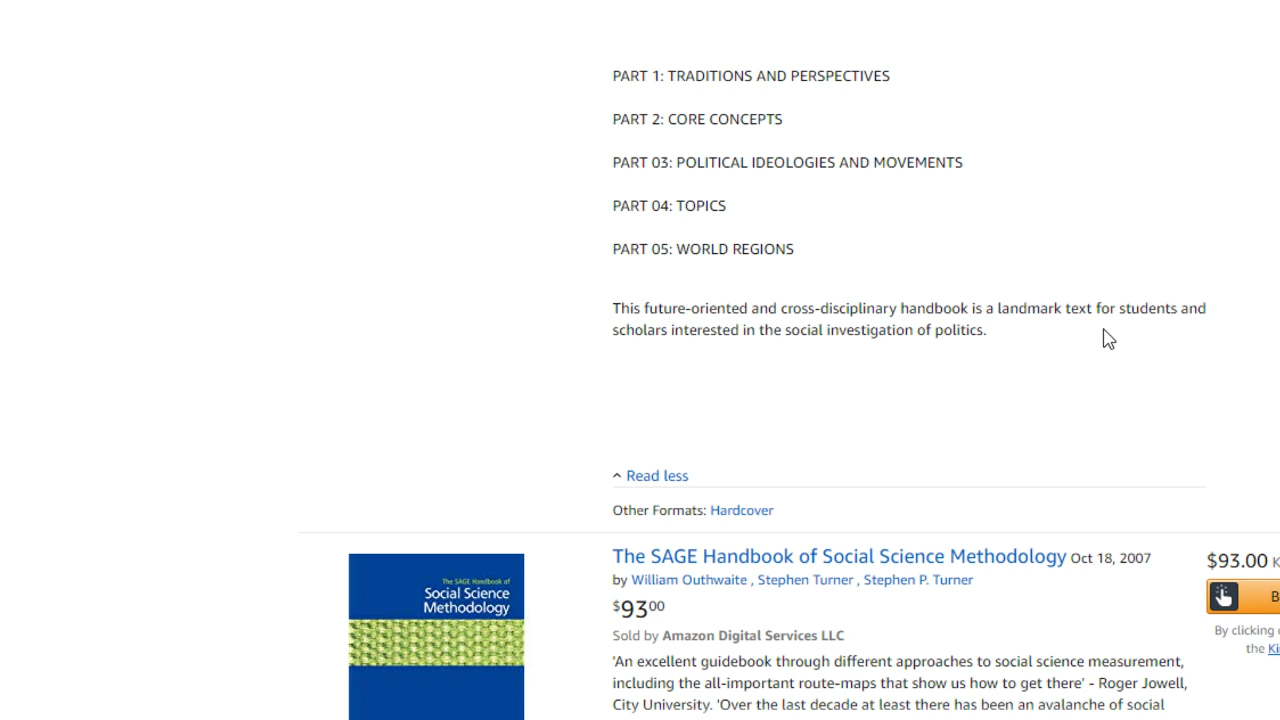 PART 1: TRADITIONS AND PERSPECTIVES
PART 2: CORE CONCEPTS
PART 03: POLITICAL IDEOLOGIES AND MOVEMENTS
PART 04: TOPICS
PART 05: WORLD REGIONS
This future-oriented and cross-disciplinary handbook is a landmark text for students and
scholars interested in the social investigation of politics.
Read less
Other Formats: Hardcover
The SAGE Handbook of
Social Science
Methodology
The SAGE Handbook of Social Science Methodology Oct 18, 2007
by William Outhwaite , Stephen Turner , Stephen P. Turner
$93.00
$93 00
Sold by Amazon Digital Services LLC
By clicking
the
'An excellent guidebook through different approaches to social science measurement,
including the all-important route-maps that show us how to get there' - Roger Jowell,
City University. 'Over the last decade at least there has been an avalanche of social